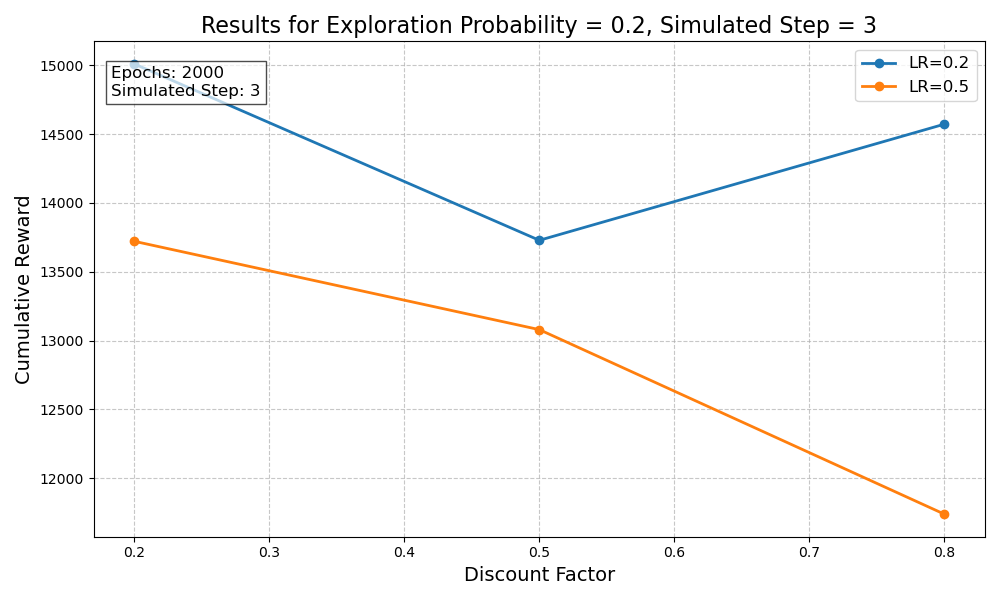 Results for Exploration Probability = 0.2, Simulated Step = 3
Epochs: 2000
Simulated Step: 3
LR=0.2
LR=0.5
Cumulative Reward
15000
14500
14000
13500
13000
12500
12000
0.2 0.3 0.4 0.5 0.6 0.7 0.8
Discount Factor